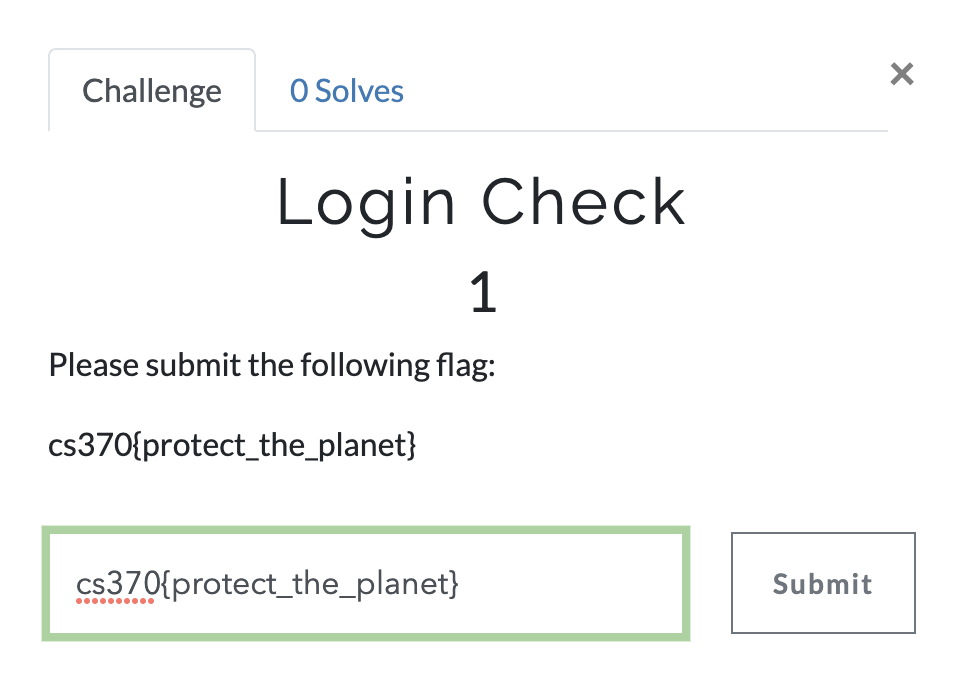 Challenge
0 Solves
×
Login Check
1
Please submit the following flag:
cs370{protect_the_planet}
cs370{protect_the_planet}
Submit